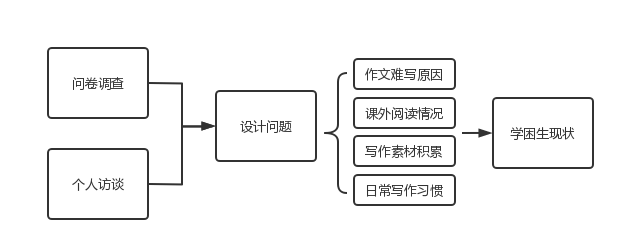 问卷调查
个人访谈
设计问题
作文难写原因
课外阅读情况
写作素材积累
日常写作习惯
学困生现状